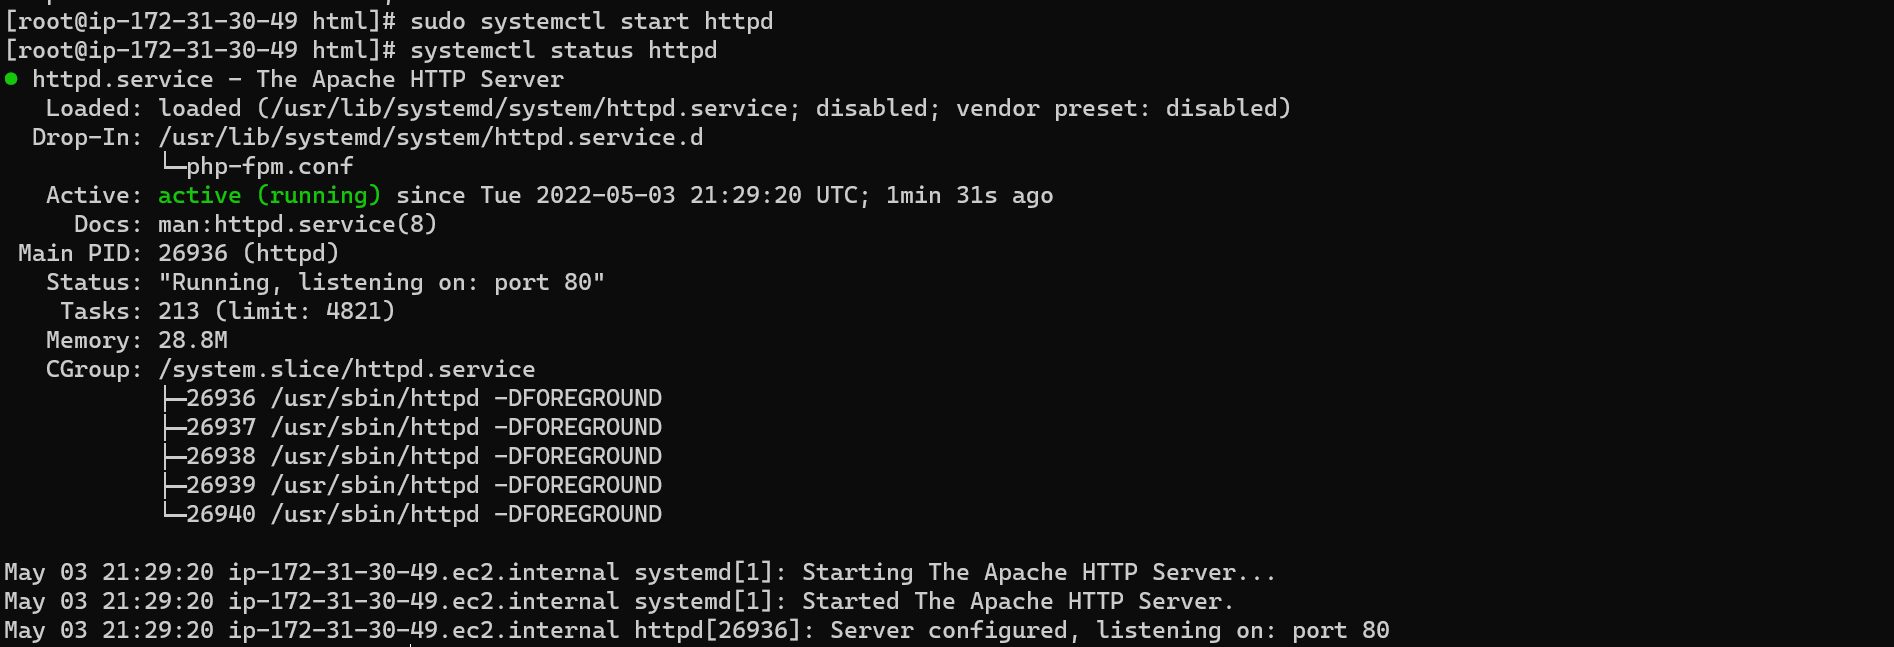 [root@ip-172-31-30-49 html]# sudo systemctl start httpd
[root@ip-172-31-30-49 html]# systemctl status httpd
● httpd.service - The Apache HTTP Server
   Loaded: loaded (/usr/lib/systemd/system/httpd.service; disabled; vendor preset: disabled)
  Drop-In: /usr/lib/systemd/system/httpd.service.d
           └─php-fpm.conf
   Active: active (running) since Tue 2022-05-03 21:29:20 UTC; 1min 31s ago
     Docs: man:httpd.service(8)
 Main PID: 26936 (httpd)
   Status: "Running, listening on: port 80"
    Tasks: 213 (limit: 4821)
   Memory: 28.8M
   CGroup: /system.slice/httpd.service
           ├─26936 /usr/sbin/httpd -DFOREGROUND
           ├─26937 /usr/sbin/httpd -DFOREGROUND
           ├─26938 /usr/sbin/httpd -DFOREGROUND
           ├─26939 /usr/sbin/httpd -DFOREGROUND
           └─26940 /usr/sbin/httpd -DFOREGROUND

May 03 21:29:20 ip-172-31-30-49.ec2.internal systemd[1]: Starting The Apache HTTP Server...
May 03 21:29:20 ip-172-31-30-49.ec2.internal systemd[1]: Started The Apache HTTP Server.
May 03 21:29:20 ip-172-31-30-49.ec2.internal httpd[26936]: Server configured, listening on: port 80